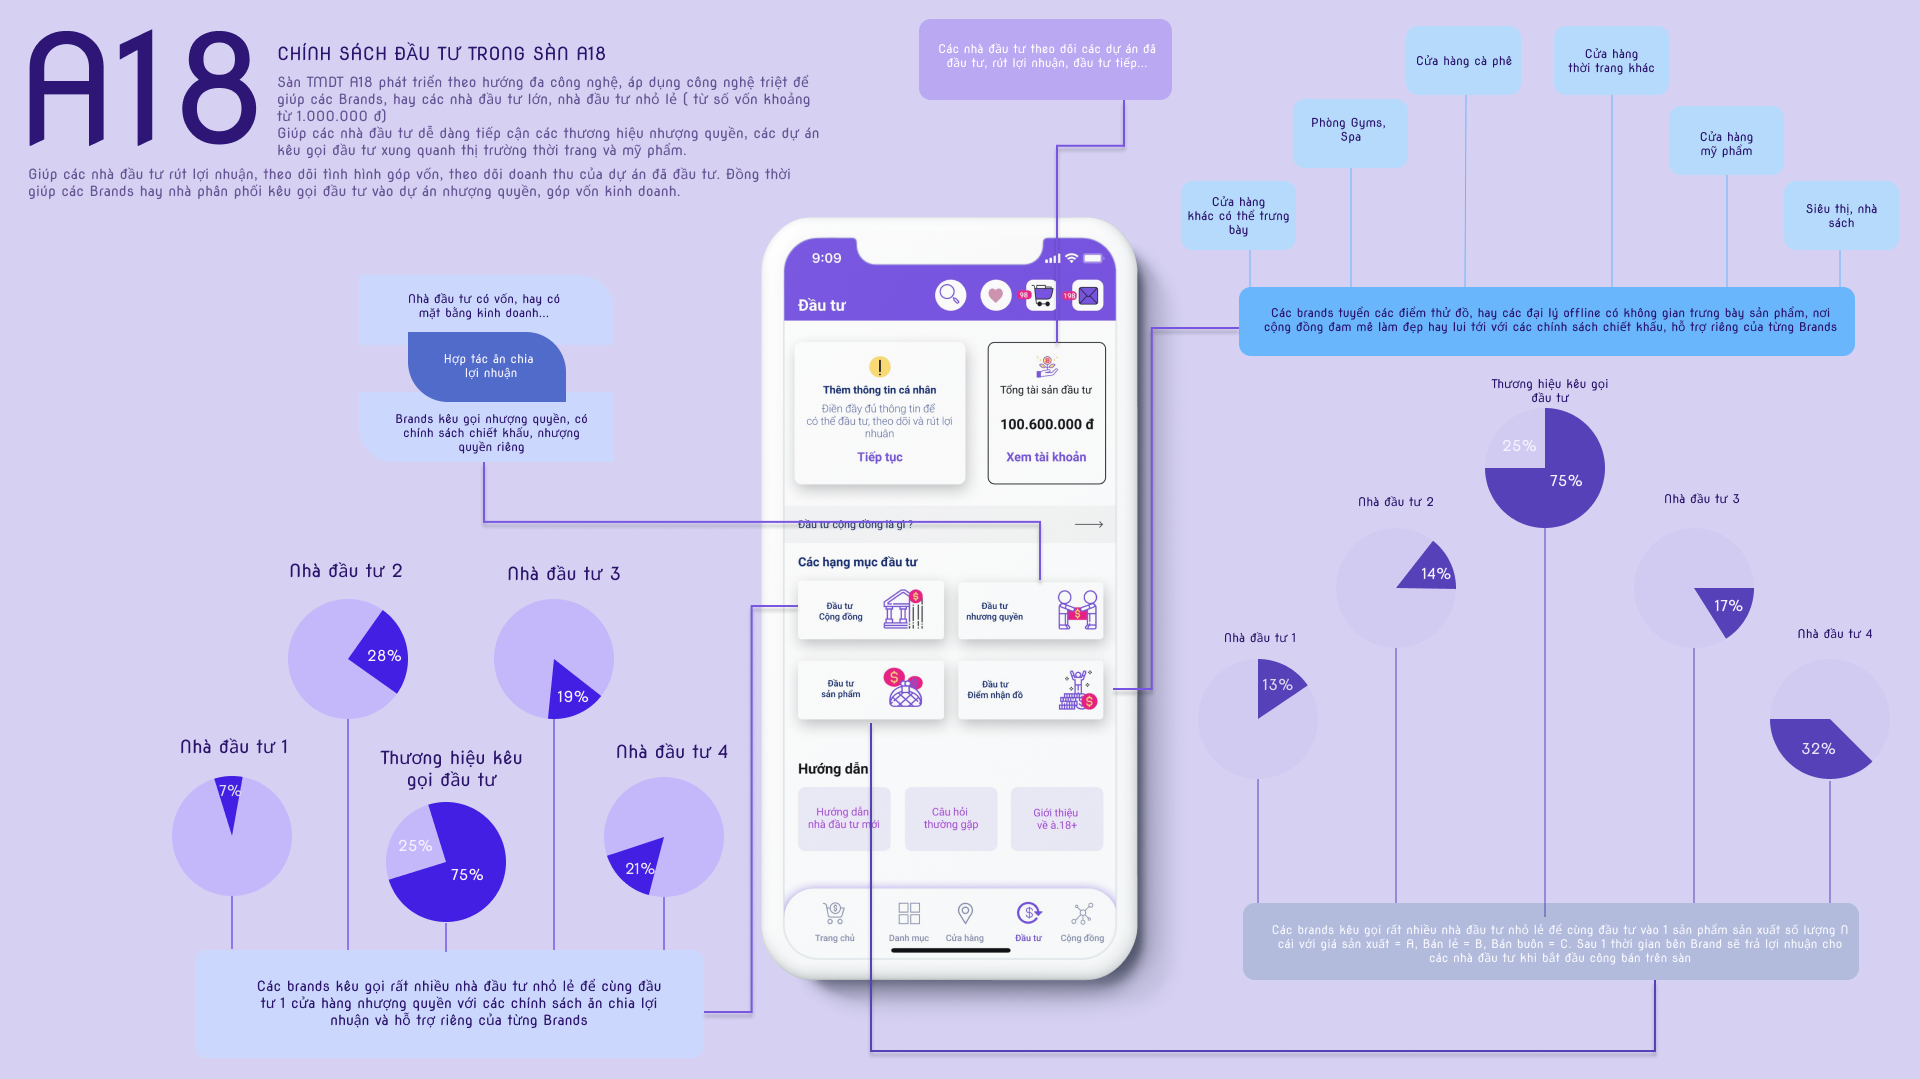 A18
CHÍNH SÁCH ĐẦU TƯ TRONG SÀN A18
Sàn TMDT A18 phát triển theo hướng đa công nghệ, áp dụng công nghệ triệt để
giúp các Brands, hay các nhà đầu tư lớn, nhà đầu tư nhỏ lẻ ( từ số vốn khoảng
từ 1.000.000 đ)
Giúp các nhà đầu tư dễ dàng tiếp cận các thương hiệu nhượng quyền, các dự án
kêu gọi đầu tư xung quanh thị trường thời trang và mỹ phẩm.
Giúp các nhà đầu tư rút lợi nhuận, theo dõi tình hình góp vốn, theo dõi doanh thu của dự án đã đầu tư. Đồng thời
giúp các Brands hay nhà phân phối kêu gọi đầu tư vào dự án nhượng quyền, góp vốn kinh doanh.
Các nhà đầu tư theo dõi các dự án đã
đầu tư, rút lợi nhuận, đầu tư tiếp...
Cửa hàng cà phê
Cửa hàng
thời trang khác
Phòng Gyms,
Spa
Cửa hàng
mỹ phẩm
Cửa hàng
khác có thể trưng
bày
Siêu thị, nhà
sách
Các brands tuyển các điểm thử đồ, hay các đại lý offline có không gian trưng bày sản phẩm, nơi
cộng đồng đam mê làm đẹp hay lui tới với các chính sách chiết khấu, hỗ trợ riêng của từng Brands
Nhà đầu tư có vốn, hay có
mặt bằng kinh doanh...
Hợp tác ăn chia
lợi nhuận
Brands kêu gọi nhượng quyền, có
chính sách chiết khấu, nhượng
quyền riêng
9:09
Đầu tư
98
198
Thêm thông tin cá nhân
Điền đầy đủ thông tin để
có thể đầu tư, theo dõi và rút lợi
nhuận
Tiếp tục
Tổng tài sản đầu tư
100.600.000 đ
Xem tài khoản
Đầu tư cộng đồng là gì ?
Các hạng mục đầu tư
Đầu tư
Cộng đồng
Đầu tư
nhương quyền
Đầu tư
sản phẩm
Đầu tư
Điểm nhận đồ
Hướng dẫn
Hướng dẫn
nhà đầu tư mới
Câu hỏi
thường gặp
Giới thiệu
về à.18+
Trang chủ
Danh mục
Cửa hàng
Đầu tư
Cộng đồng
Nhà đầu tư 2
28%
Nhà đầu tư 3
19%
Nhà đầu tư 1
7%
Thương hiệu kêu
gọi đầu tư
25%
75%
Nhà đầu tư 4
21%
Các brands kêu gọi rất nhiều nhà đầu tư nhỏ lẻ để cùng đầu
tư 1 cửa hàng nhượng quyền với các chính sách ăn chia lợi
nhuận và hỗ trợ riêng của từng Brands
Thương hiệu kêu gọi
đầu tư
25%
75%
Nhà đầu tư 2
14%
Nhà đầu tư 3
17%
Nhà đầu tư 1
13%
Nhà đầu tư 4
32%
Các brands kêu gọi rất nhiều nhà đầu tư nhỏ lẻ để cùng đầu tư vào 1 sản phẩm sản xuất số lượng N
cái với giá sản xuất = A, Bán lẻ = B, Bán buôn = C. Sau 1 thời gian bên Brand sẽ trả lợi nhuận cho
các nhà đầu tư khi bắt đầu công bán trên sàn